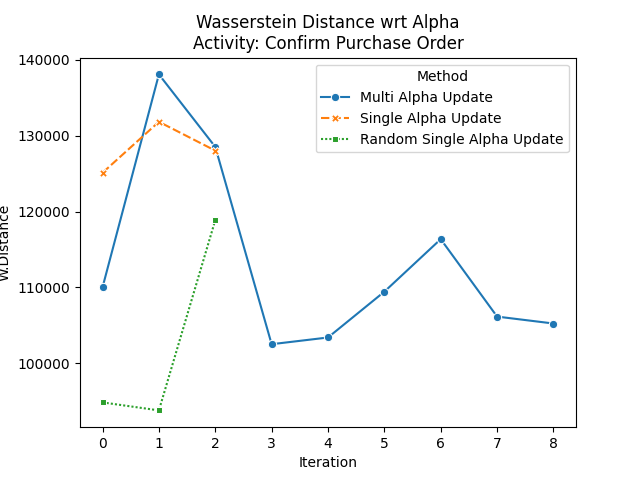 Wasserstein Distance wrt Alpha
Activity: Confirm Purchase Order
Method
Multi Alpha Update
Single Alpha Update
Random Single Alpha Update
140000
130000
120000
110000
100000
W.Distance
0 1 2 3 4 5 6 7 8
Iteration